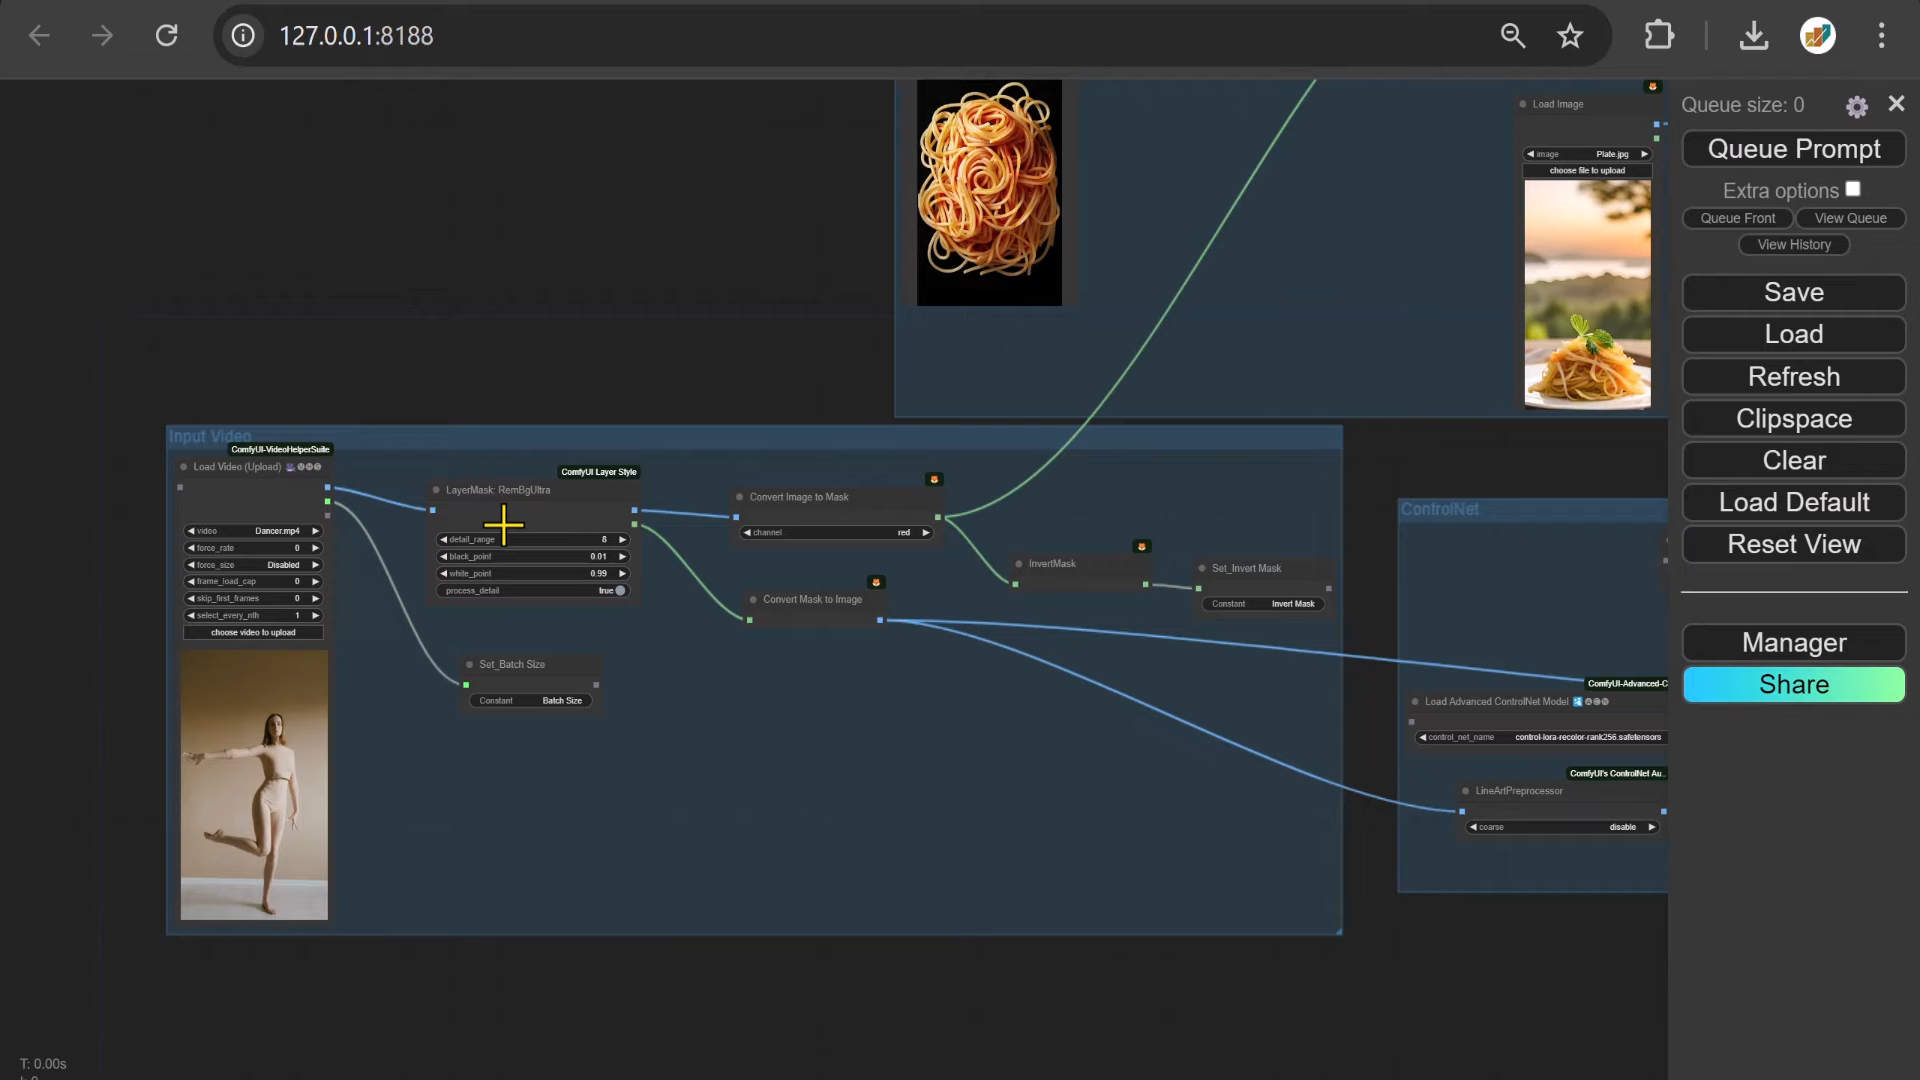 127.0.0.1:8188
Queue size: 0
Queue Prompt
Extra options
Queue Front
View Queue
View History
Save
Load
Refresh
Clipspace
Clear
Load Default
Reset View
Manager
Share
Load Image
image Plate.jpg
choose file to upload
Input Video
ComfyUI-VideoHelperSuite
Load Video (Upload)
video Dancer.mp4
force_rate 0
force_size Disabled
frame_load_cap 0
skip_first_frames 0
select_every_nth 1
choose video to upload
ComfyUI Layer Style
LayerMask: RemBgUltra
detail_range 8
black_point 0.01
white_point 0.99
process_detail true
Set_Batch Size
Constant Batch Size
Convert Image to Mask
channel red
Convert Mask to Image
InvertMask
Set_Invert Mask
Constant Invert Mask
ControlNet
ComfyUI-Advanced-C
Load Advanced ControlNet Model
control_net_name control-lora-recolor-rank256.safetensors
ComfyUI's ControlNet Au..
LineArtPreprocessor
coarse disable
T: 0.00s